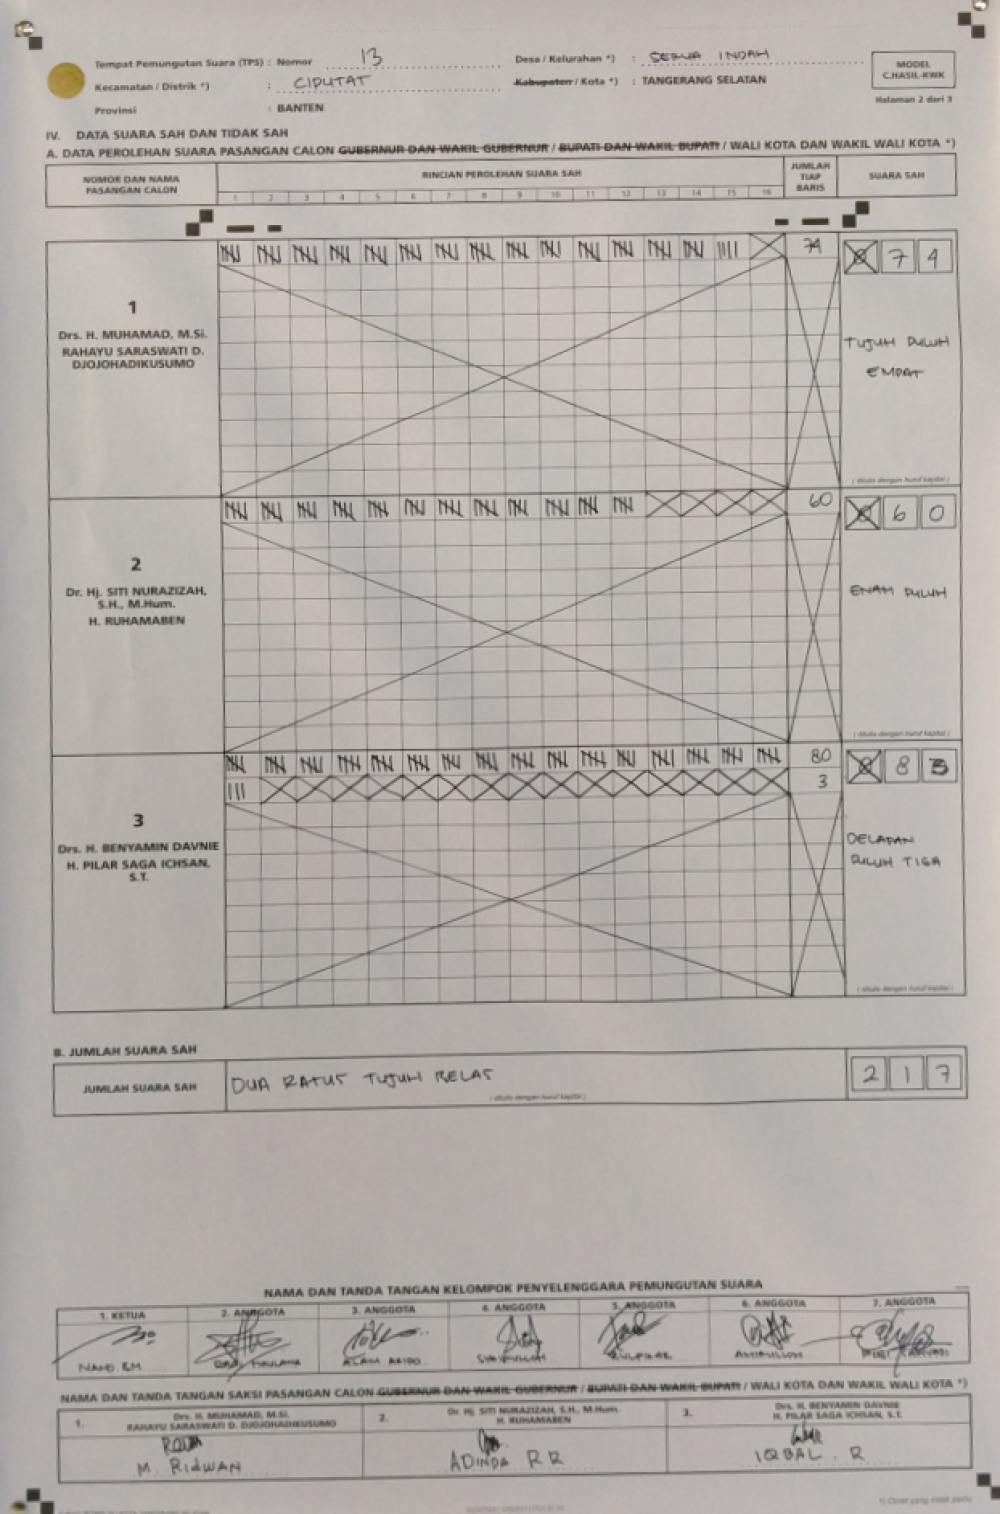 Tempat Pemungutan Suara (TPS) : Nomor 13 Desa / Kelurahan *) : SERUA INDAH
Kecamatan / Distrik *) : CIPUTAT Kabupaten / Kota *) : TANGERANG SELATAN
Provinsi : BANTEN
MODEL
C.HASIL-KWK
Halaman 2 dari 3
IV. DATA SUARA SAH DAN TIDAK SAH
A. DATA PEROLEHAN SUARA PASANGAN CALON GUBERNUR DAN WAKIL GUBERNUR / BUPATI DAN WAKIL BUPATI / WALI KOTA DAN WAKIL WALI KOTA *)
NOMOR DAN NAMA PASANGAN CALON
RINCIAN PEROLEHAN SUARA SAH
1 2 3 4 5 6 7 8 9 10 11 12 13 14 15 16
JUMLAH TIAP BARIS
SUARA SAH
1
Drs. H. MUHAMAD, M.Si.
RAHAYU SARASWATI D.
DJOJOHADIKUSUMO
74
7 4
TUJUH PULUH
EMPAT
( ditulis dengan huruf kapital )
2
Dr. Hj. SITI NURAZIZAH,
S.H., M.Hum.
H. RUHAMABEN
60
6 0
ENAM PULUH
( ditulis dengan huruf kapital )
3
Drs. H. BENYAMIN DAVNIE
H. PILAR SAGA ICHSAN,
S.T.
80
3
8 3
DELAPAN
PULUH TIGA
( ditulis dengan huruf kapital )
B. JUMLAH SUARA SAH
JUMLAH SUARA SAH
DUA RATUS TUJUH BELAS
( ditulis dengan huruf kapital )
2 1 7
NAMA DAN TANDA TANGAN KELOMPOK PENYELENGGARA PEMUNGUTAN SUARA
1. KETUA 2. ANGGOTA 3. ANGGOTA 4. ANGGOTA 5. ANGGOTA 6. ANGGOTA 7. ANGGOTA
NAMA DAN TANDA TANGAN SAKSI PASANGAN CALON GUBERNUR DAN WAKIL GUBERNUR / BUPATI DAN WAKIL BUPATI / WALI KOTA DAN WAKIL WALI KOTA *)
1. Drs. H. MUHAMAD, M.Si.
RAHAYU SARASWATI D. DJOJOHADIKUSUMO
M. RIDWAN
2. Dr. Hj. SITI NURAZIZAH, S.H., M.Hum.
H. RUHAMABEN
ADINDA R R
3. Drs. H. BENYAMIN DAVNIE
H. PILAR SAGA ICHSAN, S.T.
IQBAL . R
*) Coret yang tidak perlu